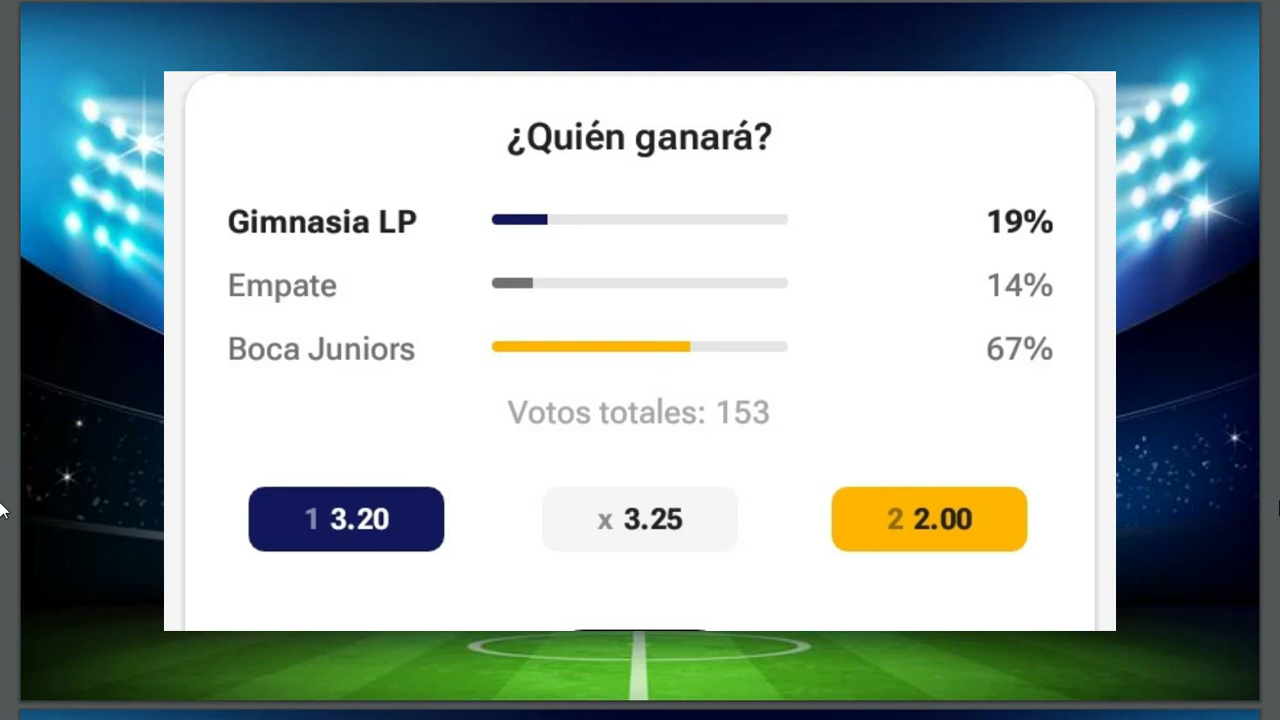 ¿Quién ganará?
Gimnasia LP 19%
Empate 14%
Boca Juniors 67%
Votos totales: 153
1 3.20 x 3.25 2 2.00